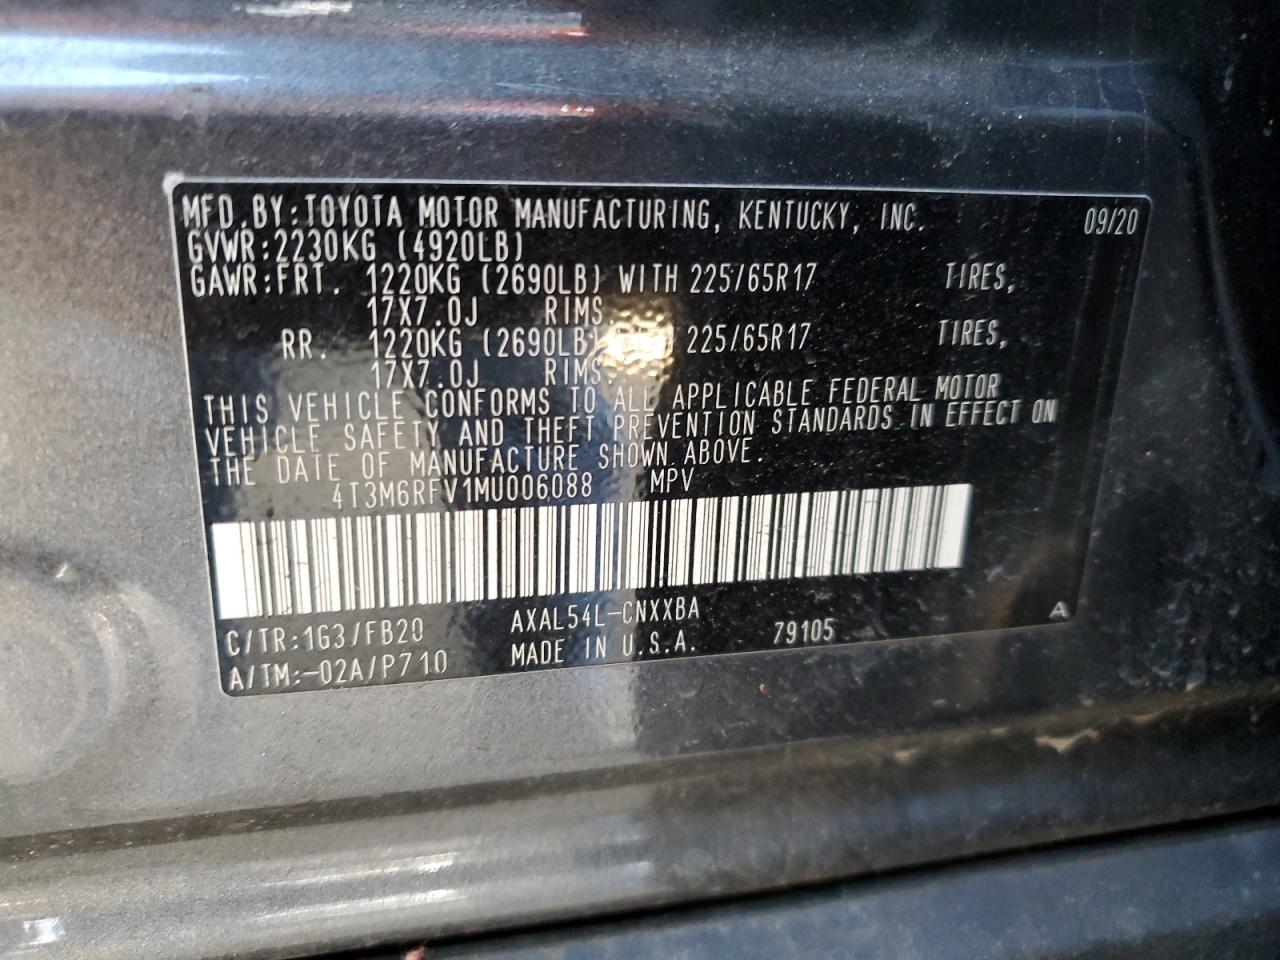 MFD.BY:TOYOTA MOTOR MANUFACTURING, KENTUCKY, INC. 09/20
GVWR:2230KG (4920LB)
GAWR:FRT. 1220KG (2690LB) WITH 225/65R17 TIRES,
17X7.0J RIMS.
RR. 1220KG (2690LB) WITH 225/65R17 TIRES,
17X7.0J RIMS.
THIS VEHICLE CONFORMS TO ALL APPLICABLE FEDERAL MOTOR
VEHICLE SAFETY AND THEFT PREVENTION STANDARDS IN EFFECT ON
THE DATE OF MANUFACTURE SHOWN ABOVE.
4T3M6RFV1MU006088 MPV
C/TR:1G3/FB20 AXAL54L-CNXXBA A
A/TM:-02A/P710 MADE IN U.S.A. 79105